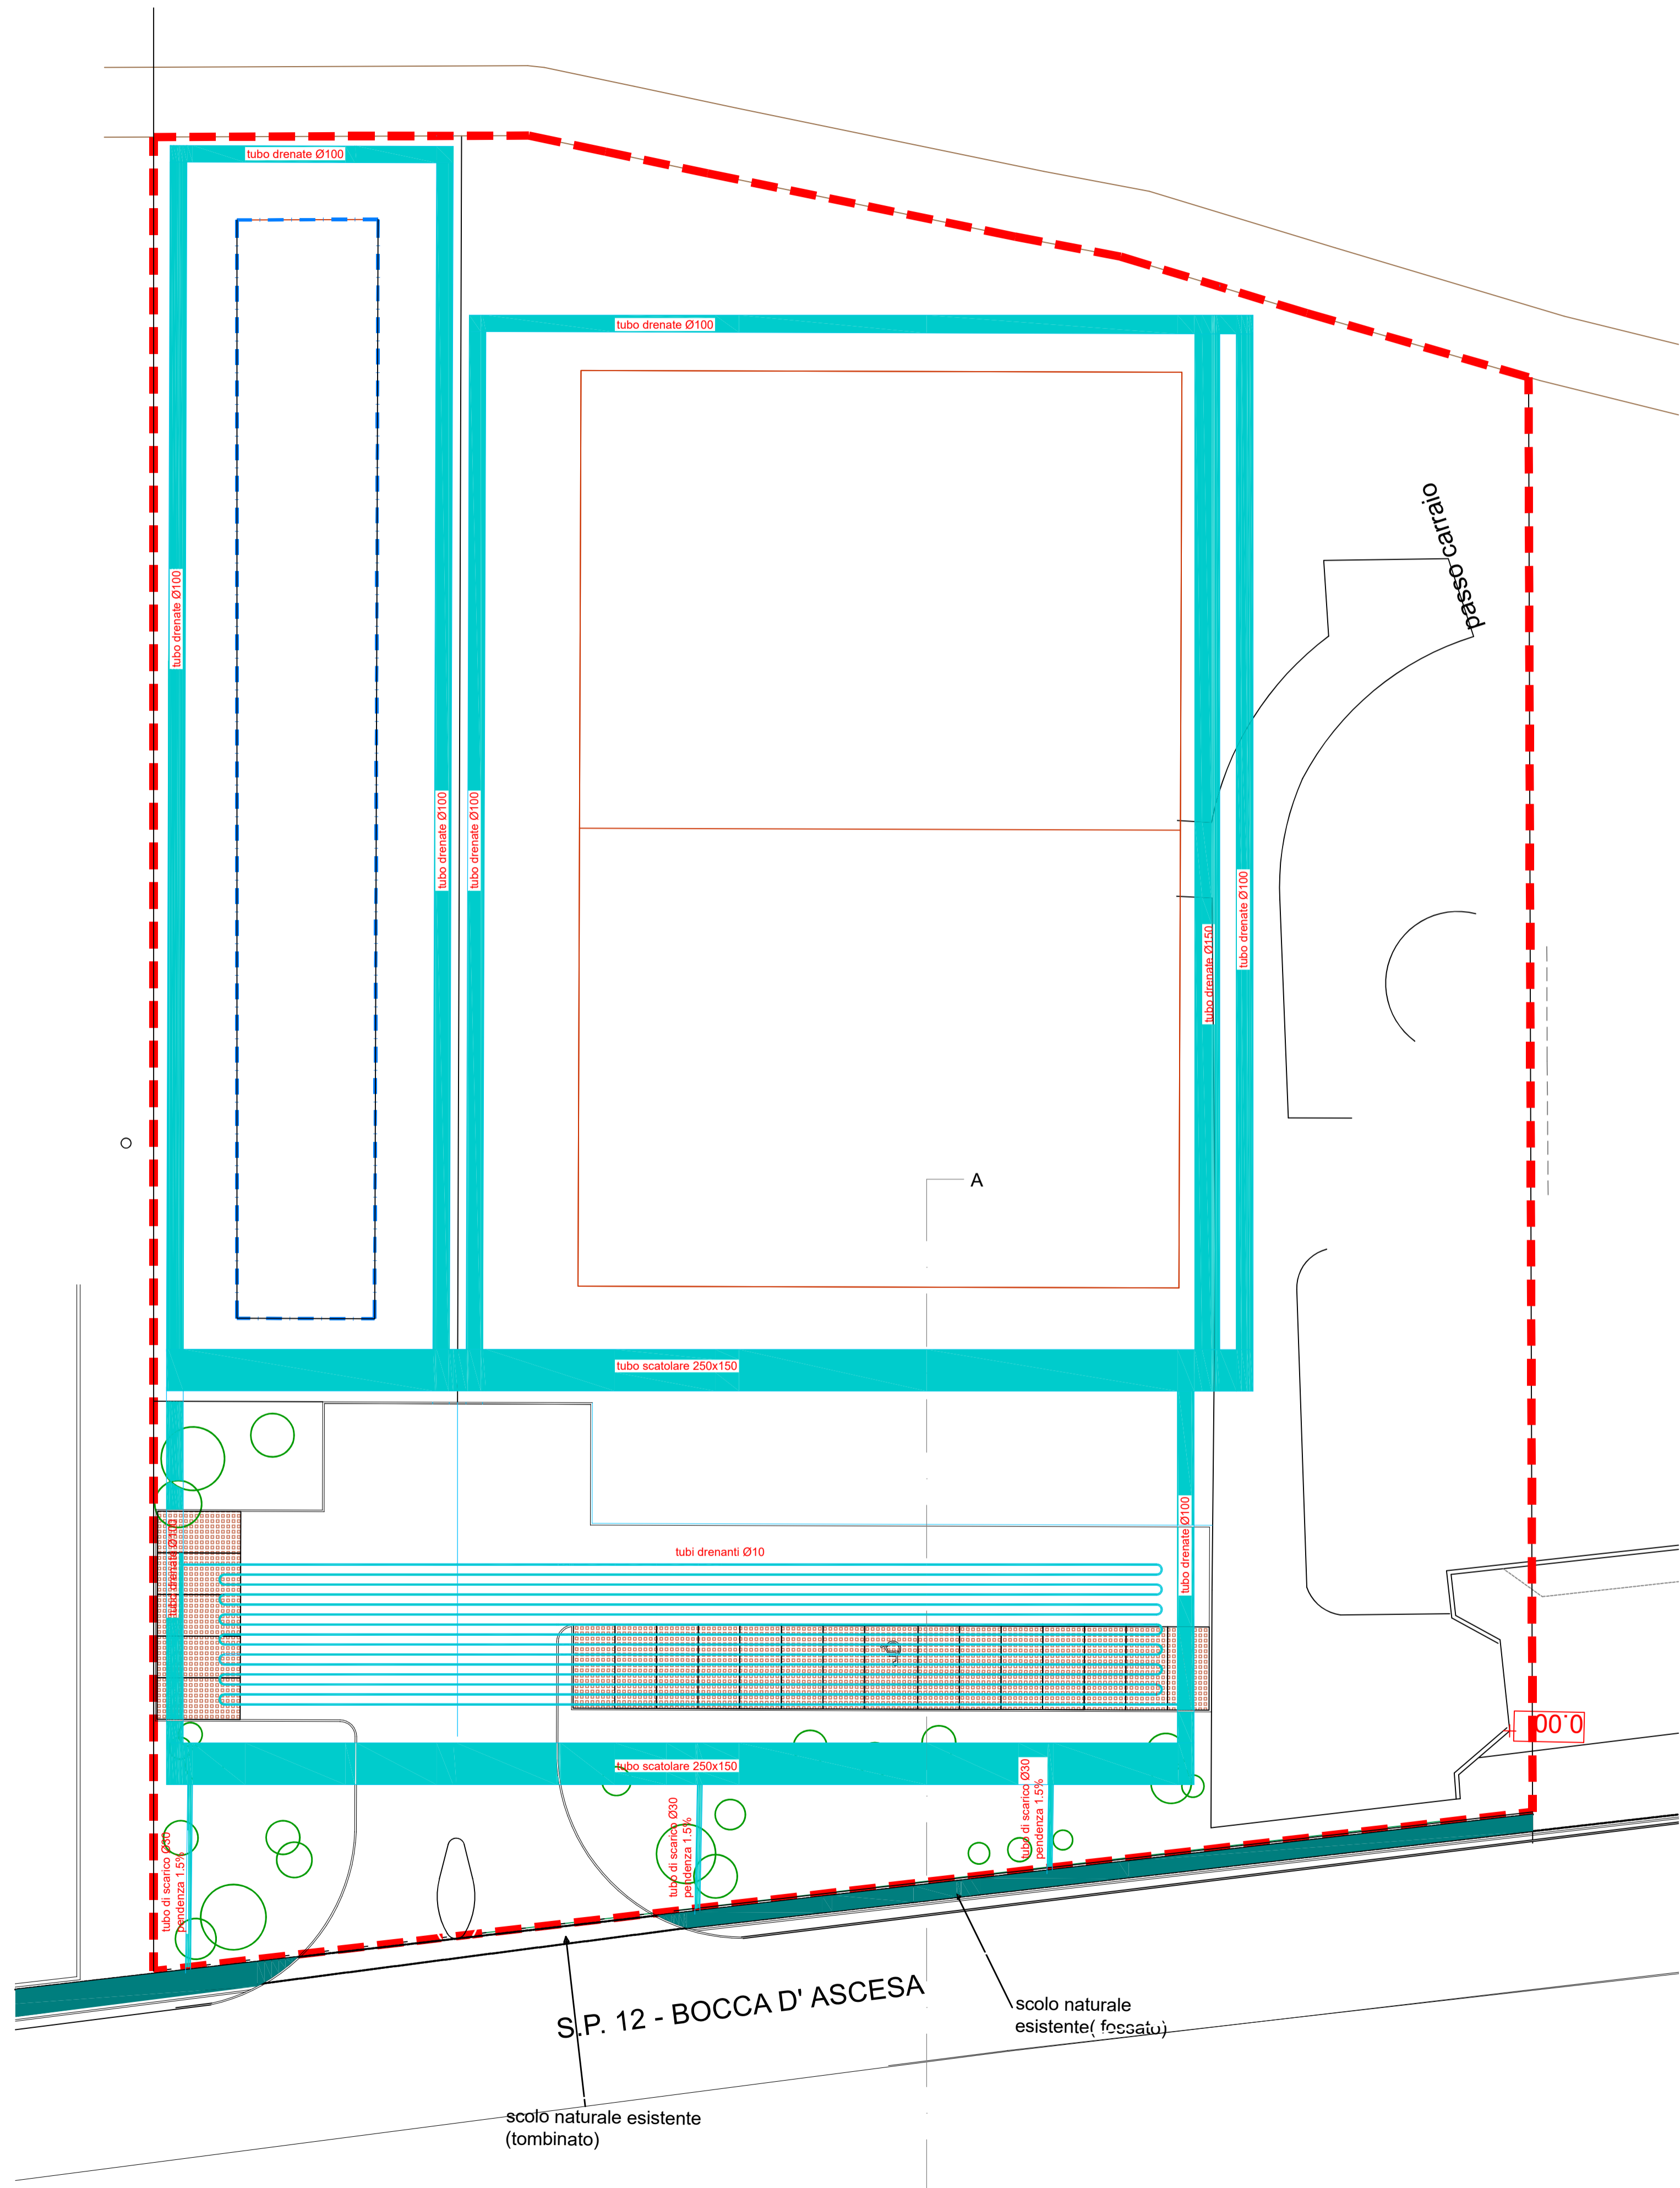 tubo drenate Ø100
tubo drenate Ø100
passo carraio
tubo drenate Ø100
tubo drenate Ø100
tubo drenate Ø100
tubo drenate Ø100
tubo drenate Ø150
A
tubo scatolare 250x150
tubo drenate Ø100
tubo drenate Ø100
tubi drenanti Ø10
0.00
tubo scatolare 250x150
tubo di scarico Ø30
pendenza 1.5%
tubo di scarico Ø30
pendenza 1.5%
tubo di scarico Ø30
pendenza 1.5%
S.P. 12 - BOCCA D' ASCESA
scolo naturale
esistente( fossato)
scolo naturale esistente
(tombinato)